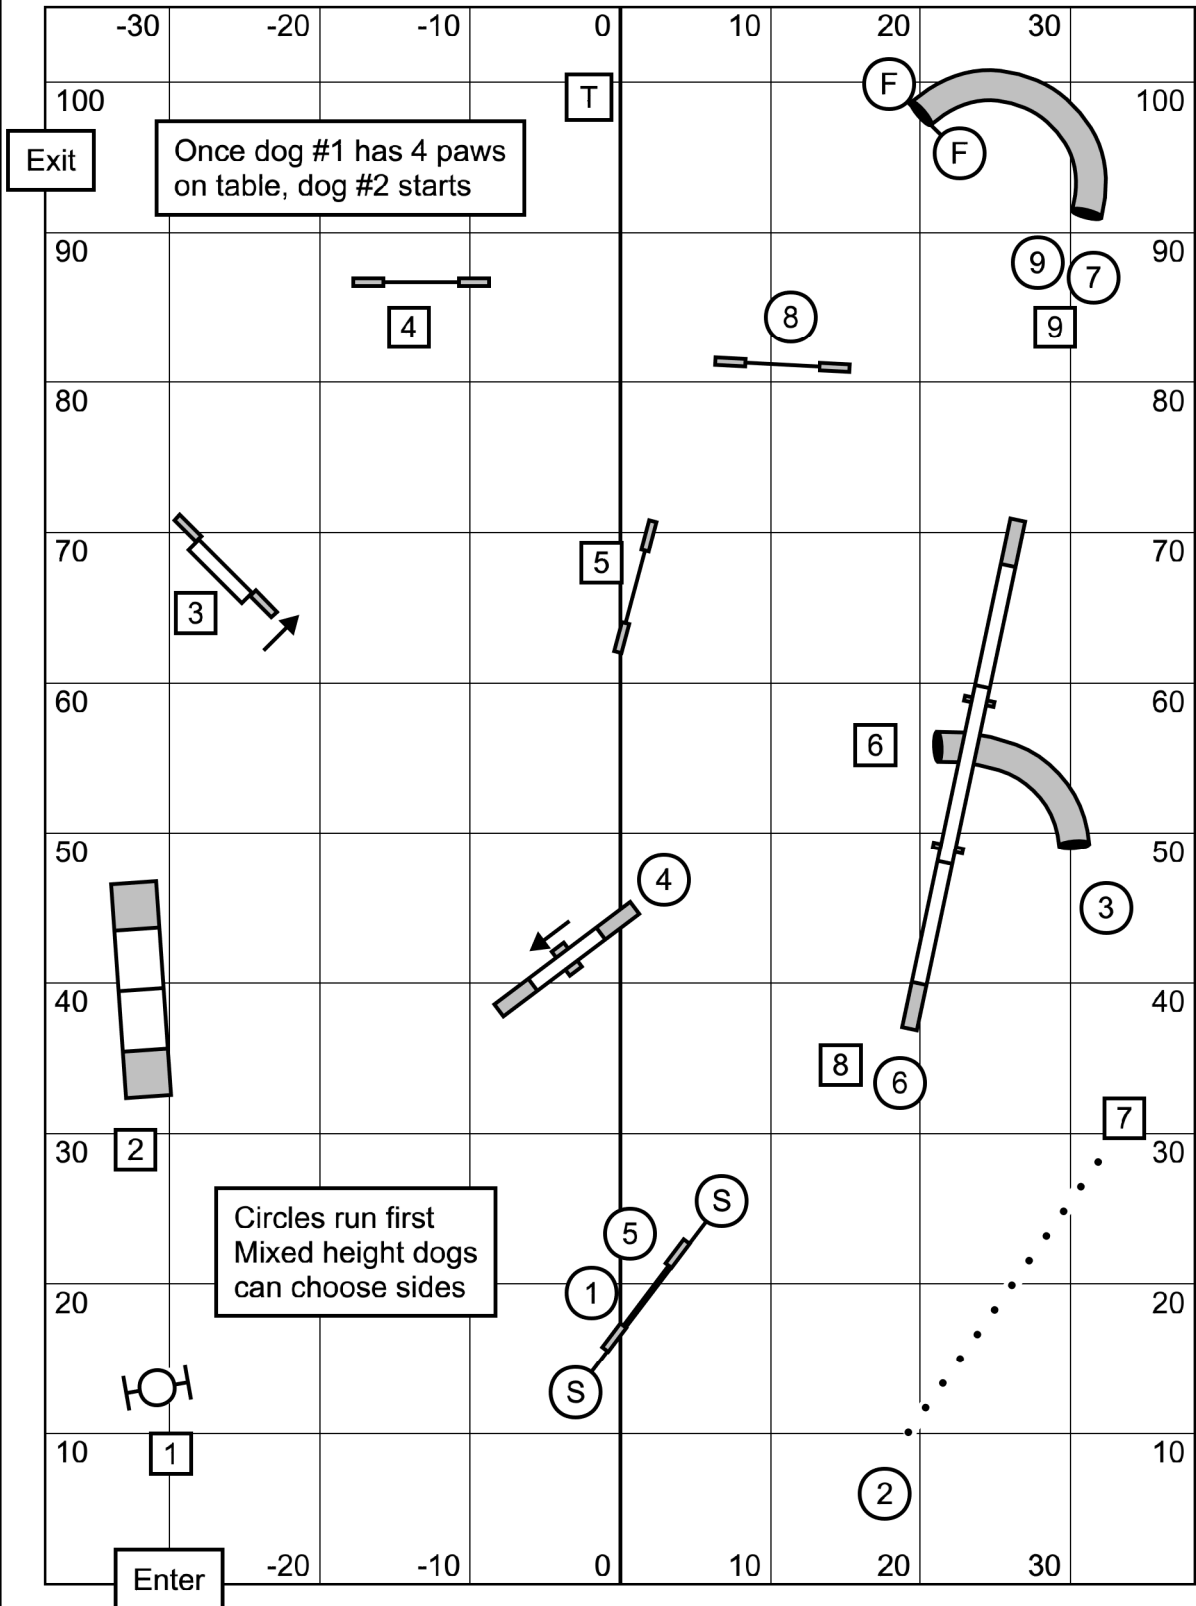 -30 -20 -10 0 10 20 30
100 T F 100
Exit
Once dog #1 has 4 paws
on table, dog #2 starts
F
90 9 7 90
4 8 9
80 80
70 5 70
3
60 60
6
50 50
4 3
40 40
8 6
7
30 2 30
Circles run first
Mixed height dogs
can choose sides
S
5
20 1 20
S
10 1 10
2
Enter -20 -10 0 10 20 30